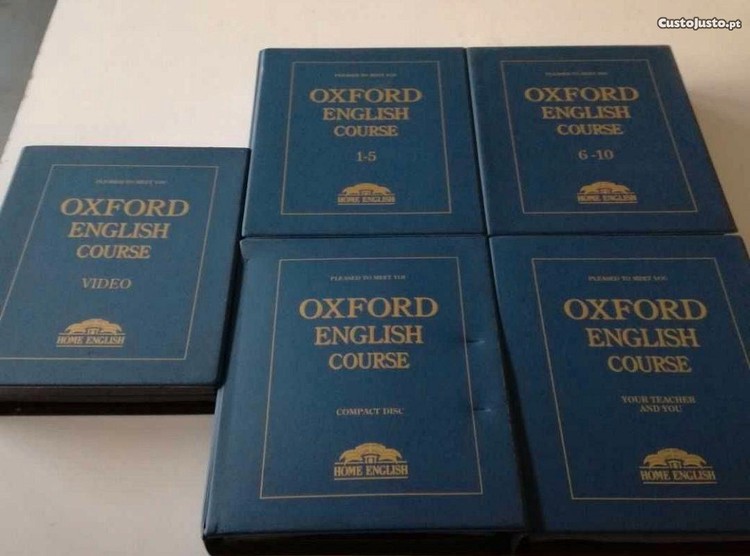 CustoJusto.pt
PLEASED TO MEET YOU
OXFORD
ENGLISH
COURSE
1-5
HOME ENGLISH
PLEASED TO MEET YOU
OXFORD
ENGLISH
COURSE
6-10
HOME ENGLISH
PLEASED TO MEET YOU
OXFORD
ENGLISH
COURSE
VIDEO
HOME ENGLISH
PLEASED TO MEET YOU
OXFORD
ENGLISH
COURSE
COMPACT DISC
HOME ENGLISH
PLEASED TO MEET YOU
OXFORD
ENGLISH
COURSE
YOUR TEACHER
AND YOU
HOME ENGLISH